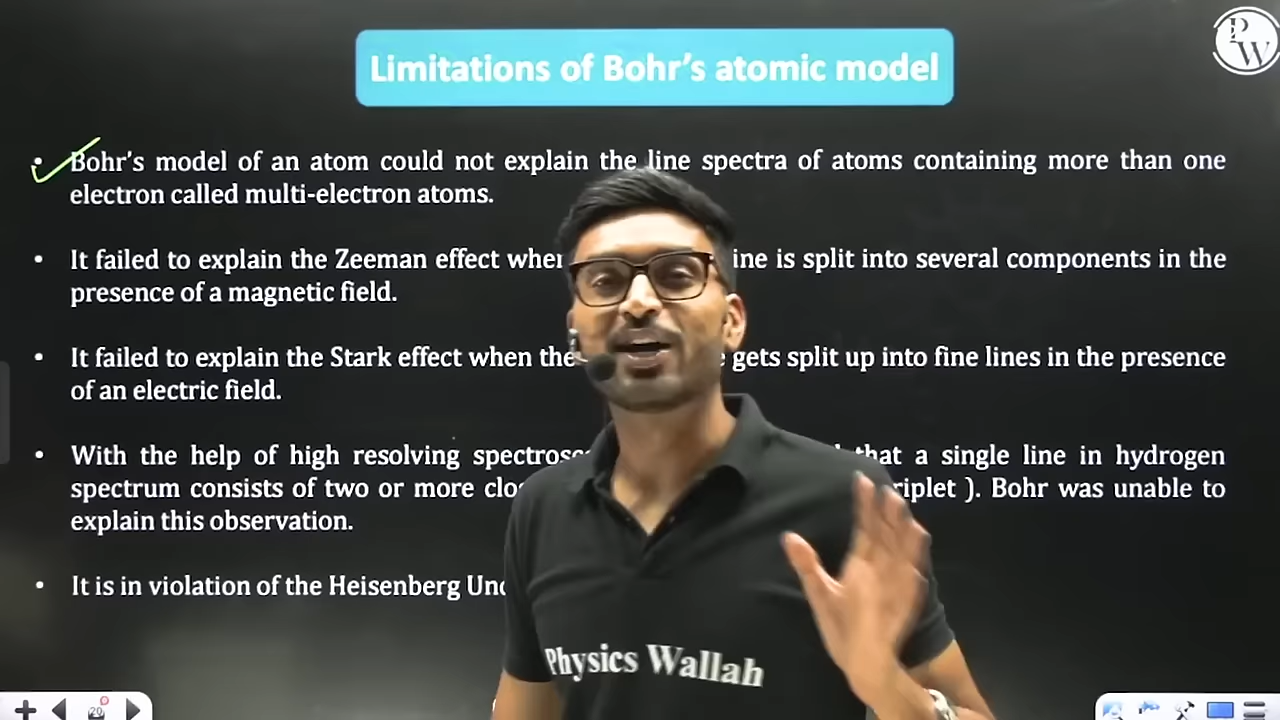 Limitations of Bohr's atomic model
PW
• Bohr's model of an atom could not explain the line spectra of atoms containing more than one
electron called multi-electron atoms.
• It failed to explain the Zeeman effect when ine is split into several components in the
presence of a magnetic field.
• It failed to explain the Stark effect when the e gets split up into fine lines in the presence
of an electric field.
• With the help of high resolving that a single line in hydrogen
spectrum consists of two or more riplet ). Bohr was unable to
explain this observation.
• It is in violation of the Heisenberg
Physics Wallah
20